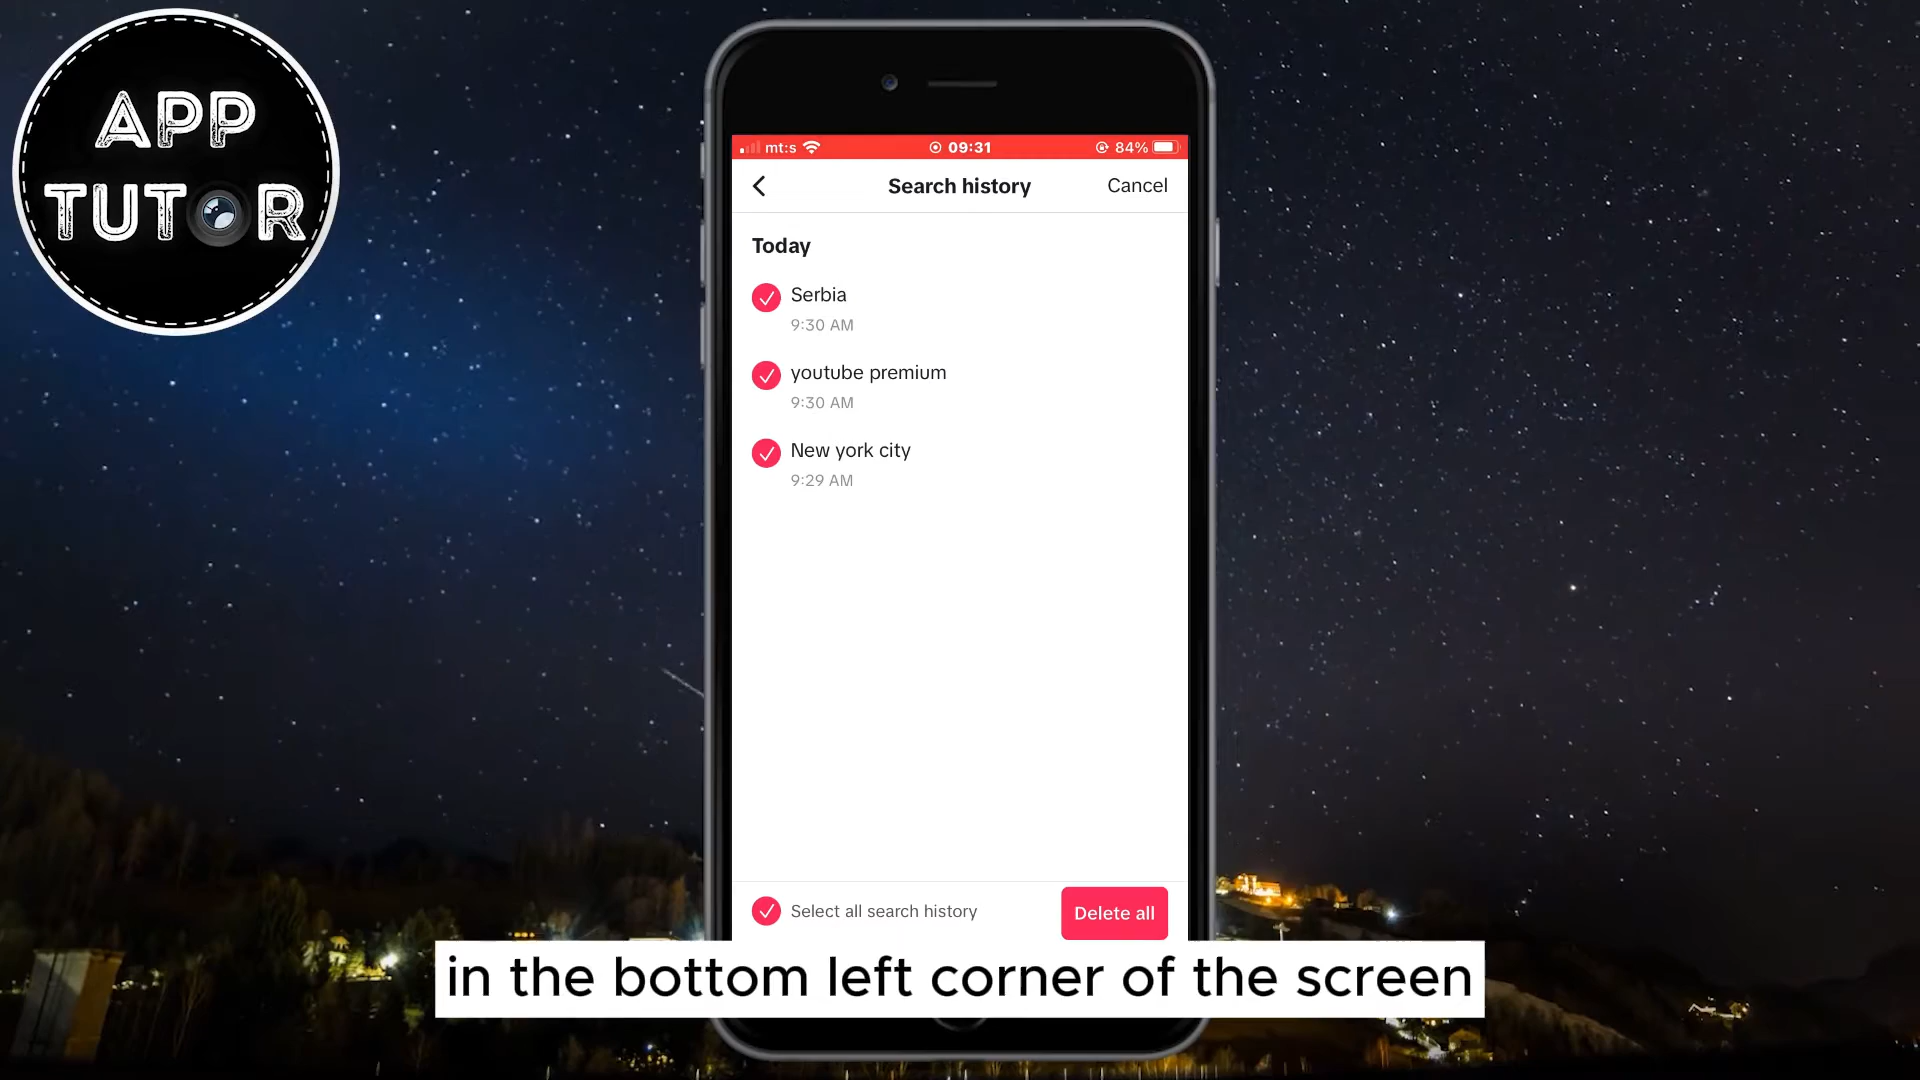 APP
TUTOR
mt:s
09:31
84%
Search history
Cancel
Today
Serbia
9:30 AM
youtube premium
9:30 AM
New york city
9:29 AM
Select all search history
Delete all
in the bottom left corner of the screen